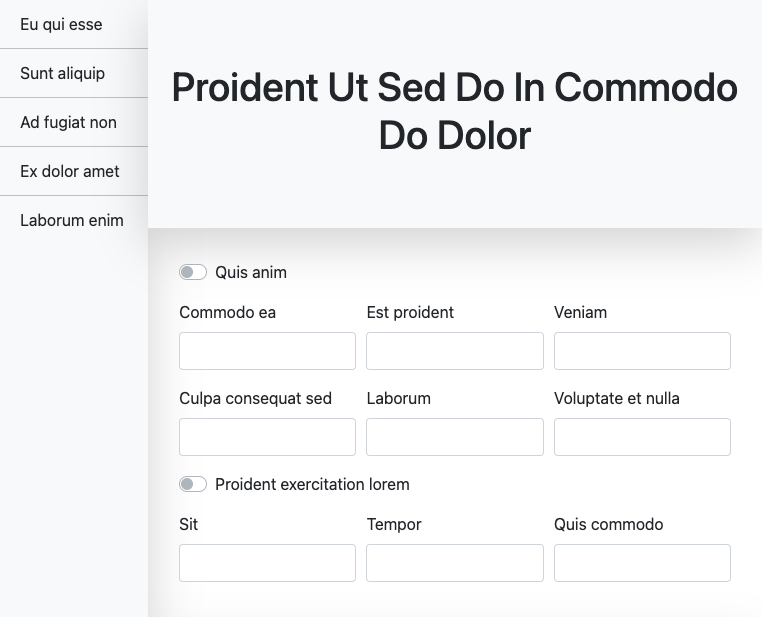 Eu qui esse
Sunt aliquip
Ad fugiat non
Ex dolor amet
Laborum enim
Proident Ut Sed Do In Commodo
Do Dolor
Quis anim
Commodo ea
Est proident
Veniam
Culpa consequat sed
Laborum
Voluptate et nulla
Proident exercitation lorem
Sit
Tempor
Quis commodo